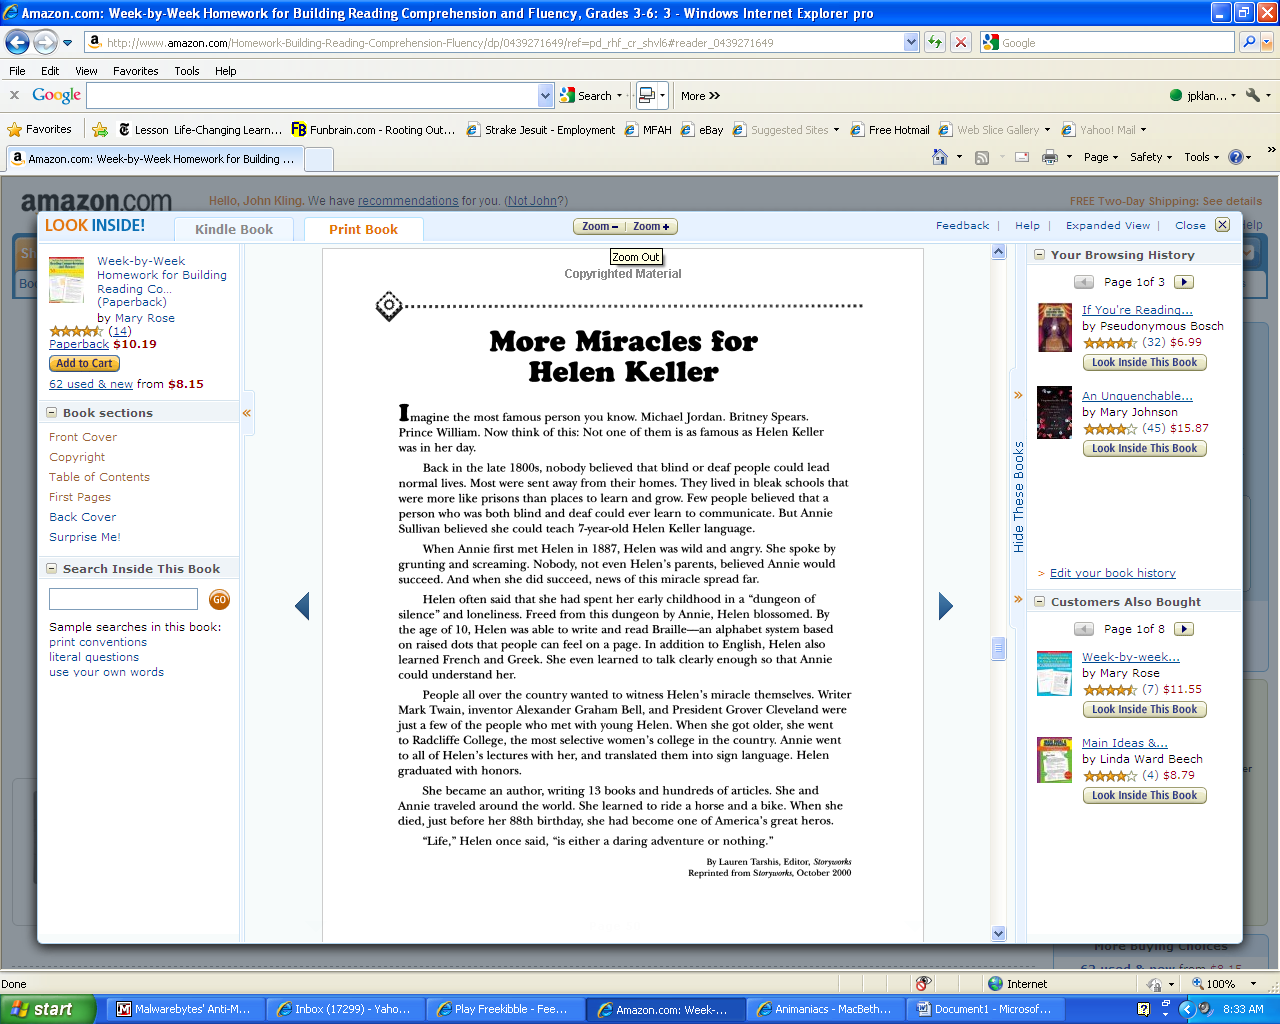 Amazon.com: Week-by-Week Homework for Building Reading Comprehension and Fluency, Grades 3-6: 3 - Windows Internet Explorer pro
http://www.amazon.com/Homework-Building-Reading-Comprehension-Fluency/dp/0439271649/ref=pd_rhf_cr_shvl6#reader_0439271649
Google
File Edit View Favorites Tools Help
x Google Search More »
jpklan...
Favorites Lesson Life-Changing Learn... Funbrain.com - Rooting Out... Strake Jesuit - Employment MFAH eBay Suggested Sites Free Hotmail Web Slice Gallery Yahoo! Mail
Amazon.com: Week-by-Week Homework for Building ...
Page Safety Tools »
amazon.com Hello, John Kling. We have recommendations for you. (Not John?) FREE Two-Day Shipping: See details
LOOK INSIDE! Kindle Book Print Book Zoom - Zoom + Feedback | Help | Expanded View | Close
Zoom Out
Week-by-Week
Homework for Building
Reading Co...
(Paperback)
by Mary Rose
(14)
Paperback $10.19
Add to Cart
62 used & new from $8.15
Book sections
Front Cover
Copyright
Table of Contents
First Pages
Back Cover
Surprise Me!
Search Inside This Book
GO
Sample searches in this book:
print conventions
literal questions
use your own words
Copyrighted Material
More Miracles for
Helen Keller
Imagine the most famous person you know. Michael Jordan. Britney Spears.
Prince William. Now think of this: Not one of them is as famous as Helen Keller
was in her day.
Back in the late 1800s, nobody believed that blind or deaf people could lead
normal lives. Most were sent away from their homes. They lived in bleak schools that
were more like prisons than places to learn and grow. Few people believed that a
person who was both blind and deaf could ever learn to communicate. But Annie
Sullivan believed she could teach 7-year-old Helen Keller language.
When Annie first met Helen in 1887, Helen was wild and angry. She spoke by
grunting and screaming. Nobody, not even Helen's parents, believed Annie would
succeed. And when she did succeed, news of this miracle spread far.
Helen often said that she had spent her early childhood in a "dungeon of
silence" and loneliness. Freed from this dungeon by Annie, Helen blossomed. By
the age of 10, Helen was able to write and read Braille—an alphabet system based
on raised dots that people can feel on a page. In addition to English, Helen also
learned French and Greek. She even learned to talk clearly enough so that Annie
could understand her.
People all over the country wanted to witness Helen's miracle themselves. Writer
Mark Twain, inventor Alexander Graham Bell, and President Grover Cleveland were
just a few of the people who met with young Helen. When she got older, she went
to Radcliffe College, the most selective women's college in the country. Annie went
to all of Helen's lectures with her, and translated them into sign language. Helen
graduated with honors.
She became an author, writing 13 books and hundreds of articles. She and
Annie traveled around the world. She learned to ride a horse and a bike. When she
died, just before her 88th birthday, she had become one of America's great heros.
"Life," Helen once said, "is either a daring adventure or nothing."
By Lauren Tarshis, Editor, Storyworks
Reprinted from Storyworks, October 2000
Hide These Books
Your Browsing History
Page 1of 3
If You're Reading...
by Pseudonymous Bosch
(32) $6.99
Look Inside This Book
An Unquenchable...
by Mary Johnson
(45) $15.87
Look Inside This Book
> Edit your book history
Customers Also Bought
Page 1of 8
Week-by-week...
by Mary Rose
(7) $11.55
Look Inside This Book
Main Ideas &...
by Linda Ward Beech
(4) $8.79
Look Inside This Book
More Buying Choices
62 used & new from $8.15
Done Internet 100%
start Malwarebytes' Anti-M... Inbox (17299) - Yaho... Play Freekibble - Fee... Amazon.com: Week-... Animaniacs - MacBeth... Document1 - Microsof... 8:33 AM